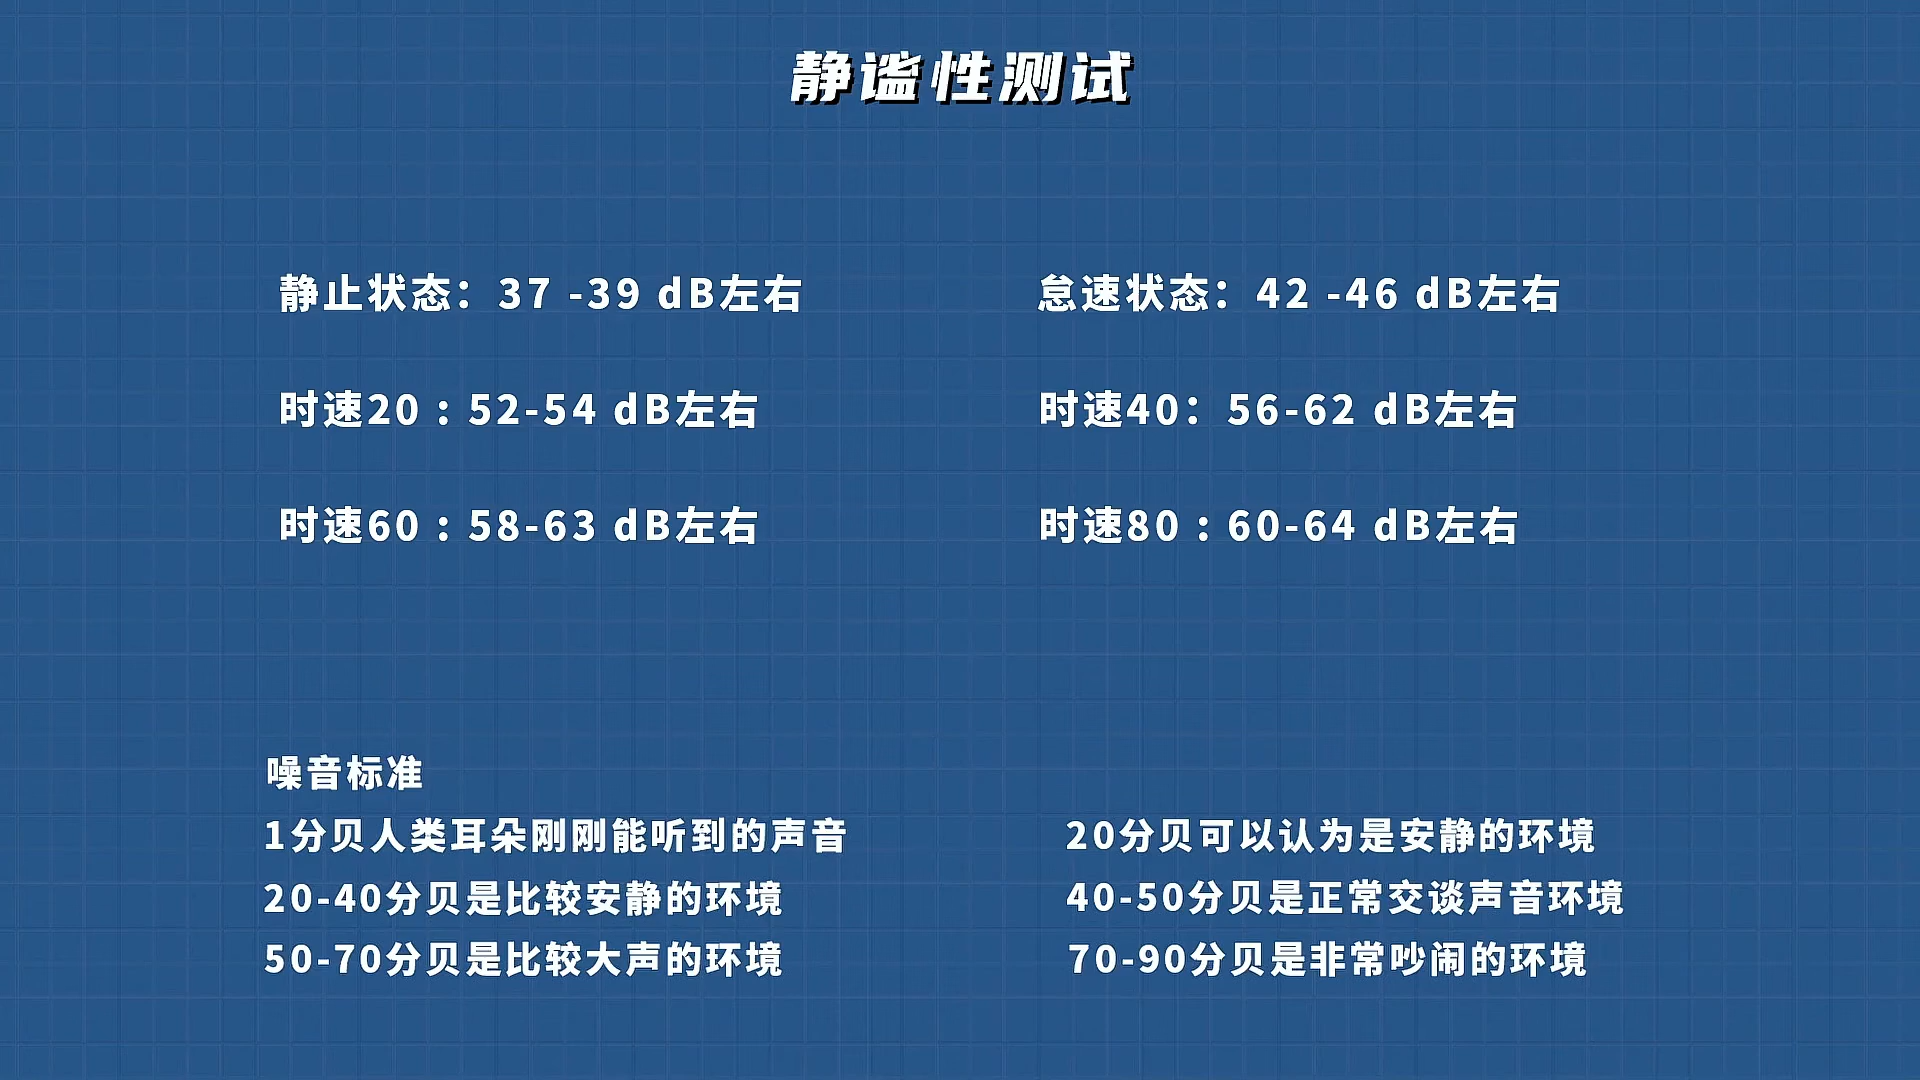 静谧性测试
静止状态：37 -39 dB左右
怠速状态：42 -46 dB左右
时速20 : 52-54 dB左右
时速40：56-62 dB左右
时速60 : 58-63 dB左右
时速80 : 60-64 dB左右
噪音标准
1分贝人类耳朵刚刚能听到的声音
20分贝可以认为是安静的环境
20-40分贝是比较安静的环境
40-50分贝是正常交谈声音环境
50-70分贝是比较大声的环境
70-90分贝是非常吵闹的环境